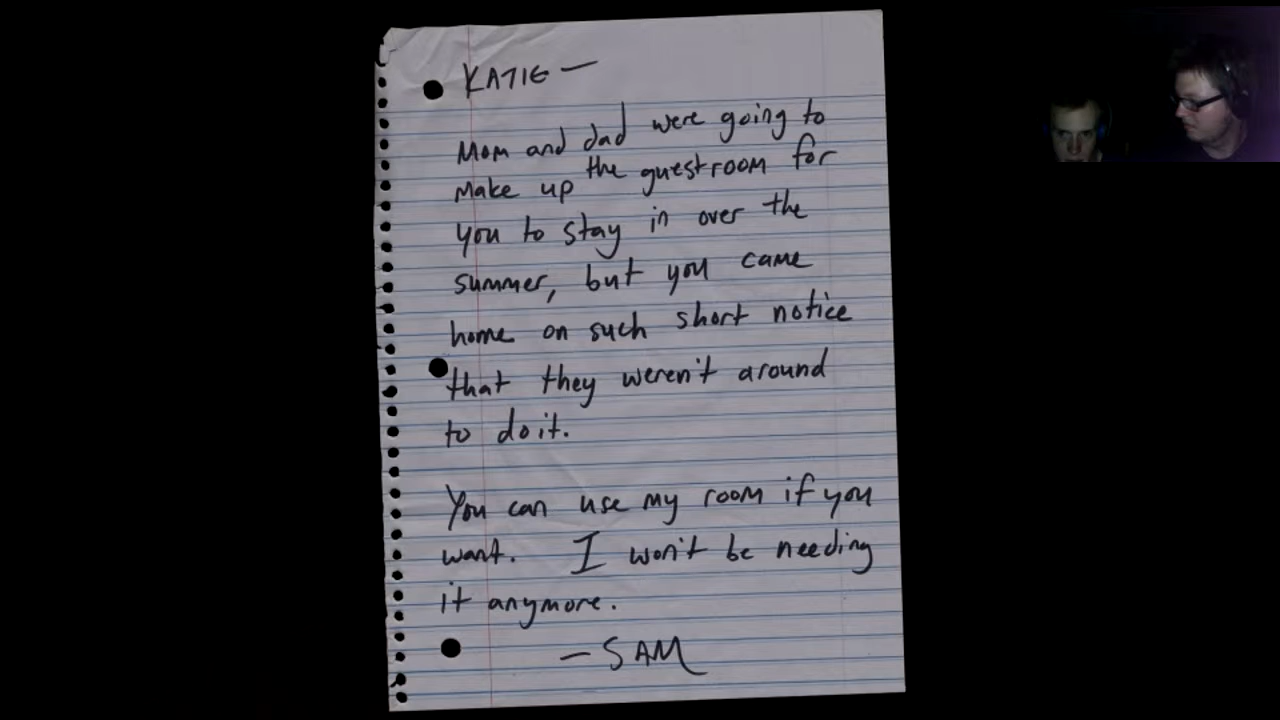 KATIE —
Mom and dad were going to
make up the guestroom for
you to stay in over the
summer, but you came
home on such short notice
that they weren't around
to do it.
You can use my room if you
want. I won't be needing
it anymore.
— SAM